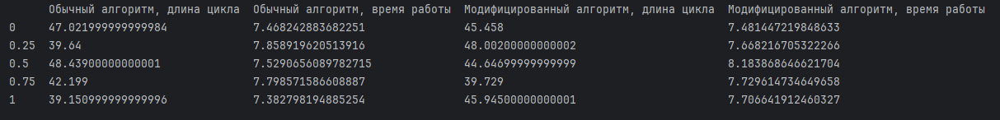 Обычный алгоритм, длина цикла Обычный алгоритм, время работы Модифицированный алгоритм, длина цикла Модифицированный алгоритм, время работы
0 47.021999999999984 7.468242883682251 45.458 7.481447219848633
0.25 39.64 7.858919620513916 48.00200000000002 7.668216705322266
0.5 48.43900000000001 7.5290656089782715 44.64699999999999 8.183868646621704
0.75 42.199 7.798571586608887 39.729 7.729614734649658
1 39.150999999999996 7.382798194885254 45.94500000000001 7.706641912460327